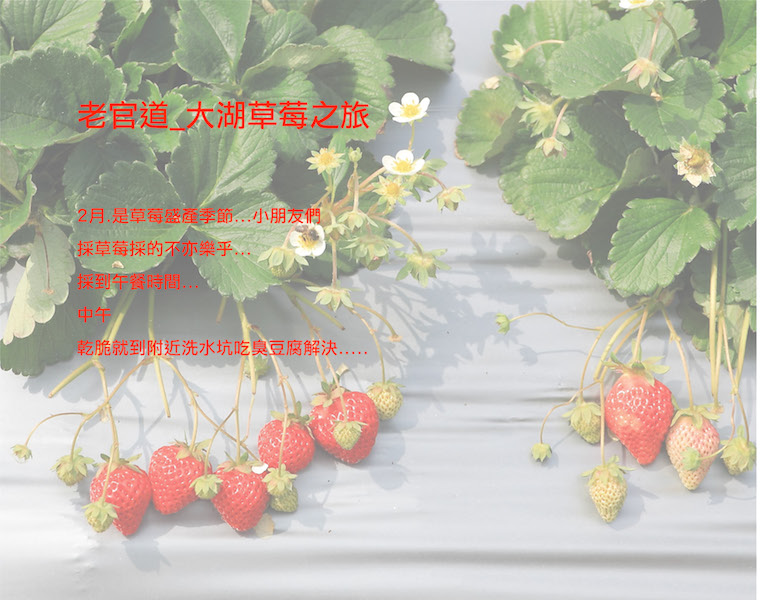 老官道_大湖草莓之旅
2月.是草莓盛產季節...小朋友們
採草莓採的不亦樂乎...
採到午餐時間...
中午
乾脆就到附近洗水坑吃臭豆腐解決.....